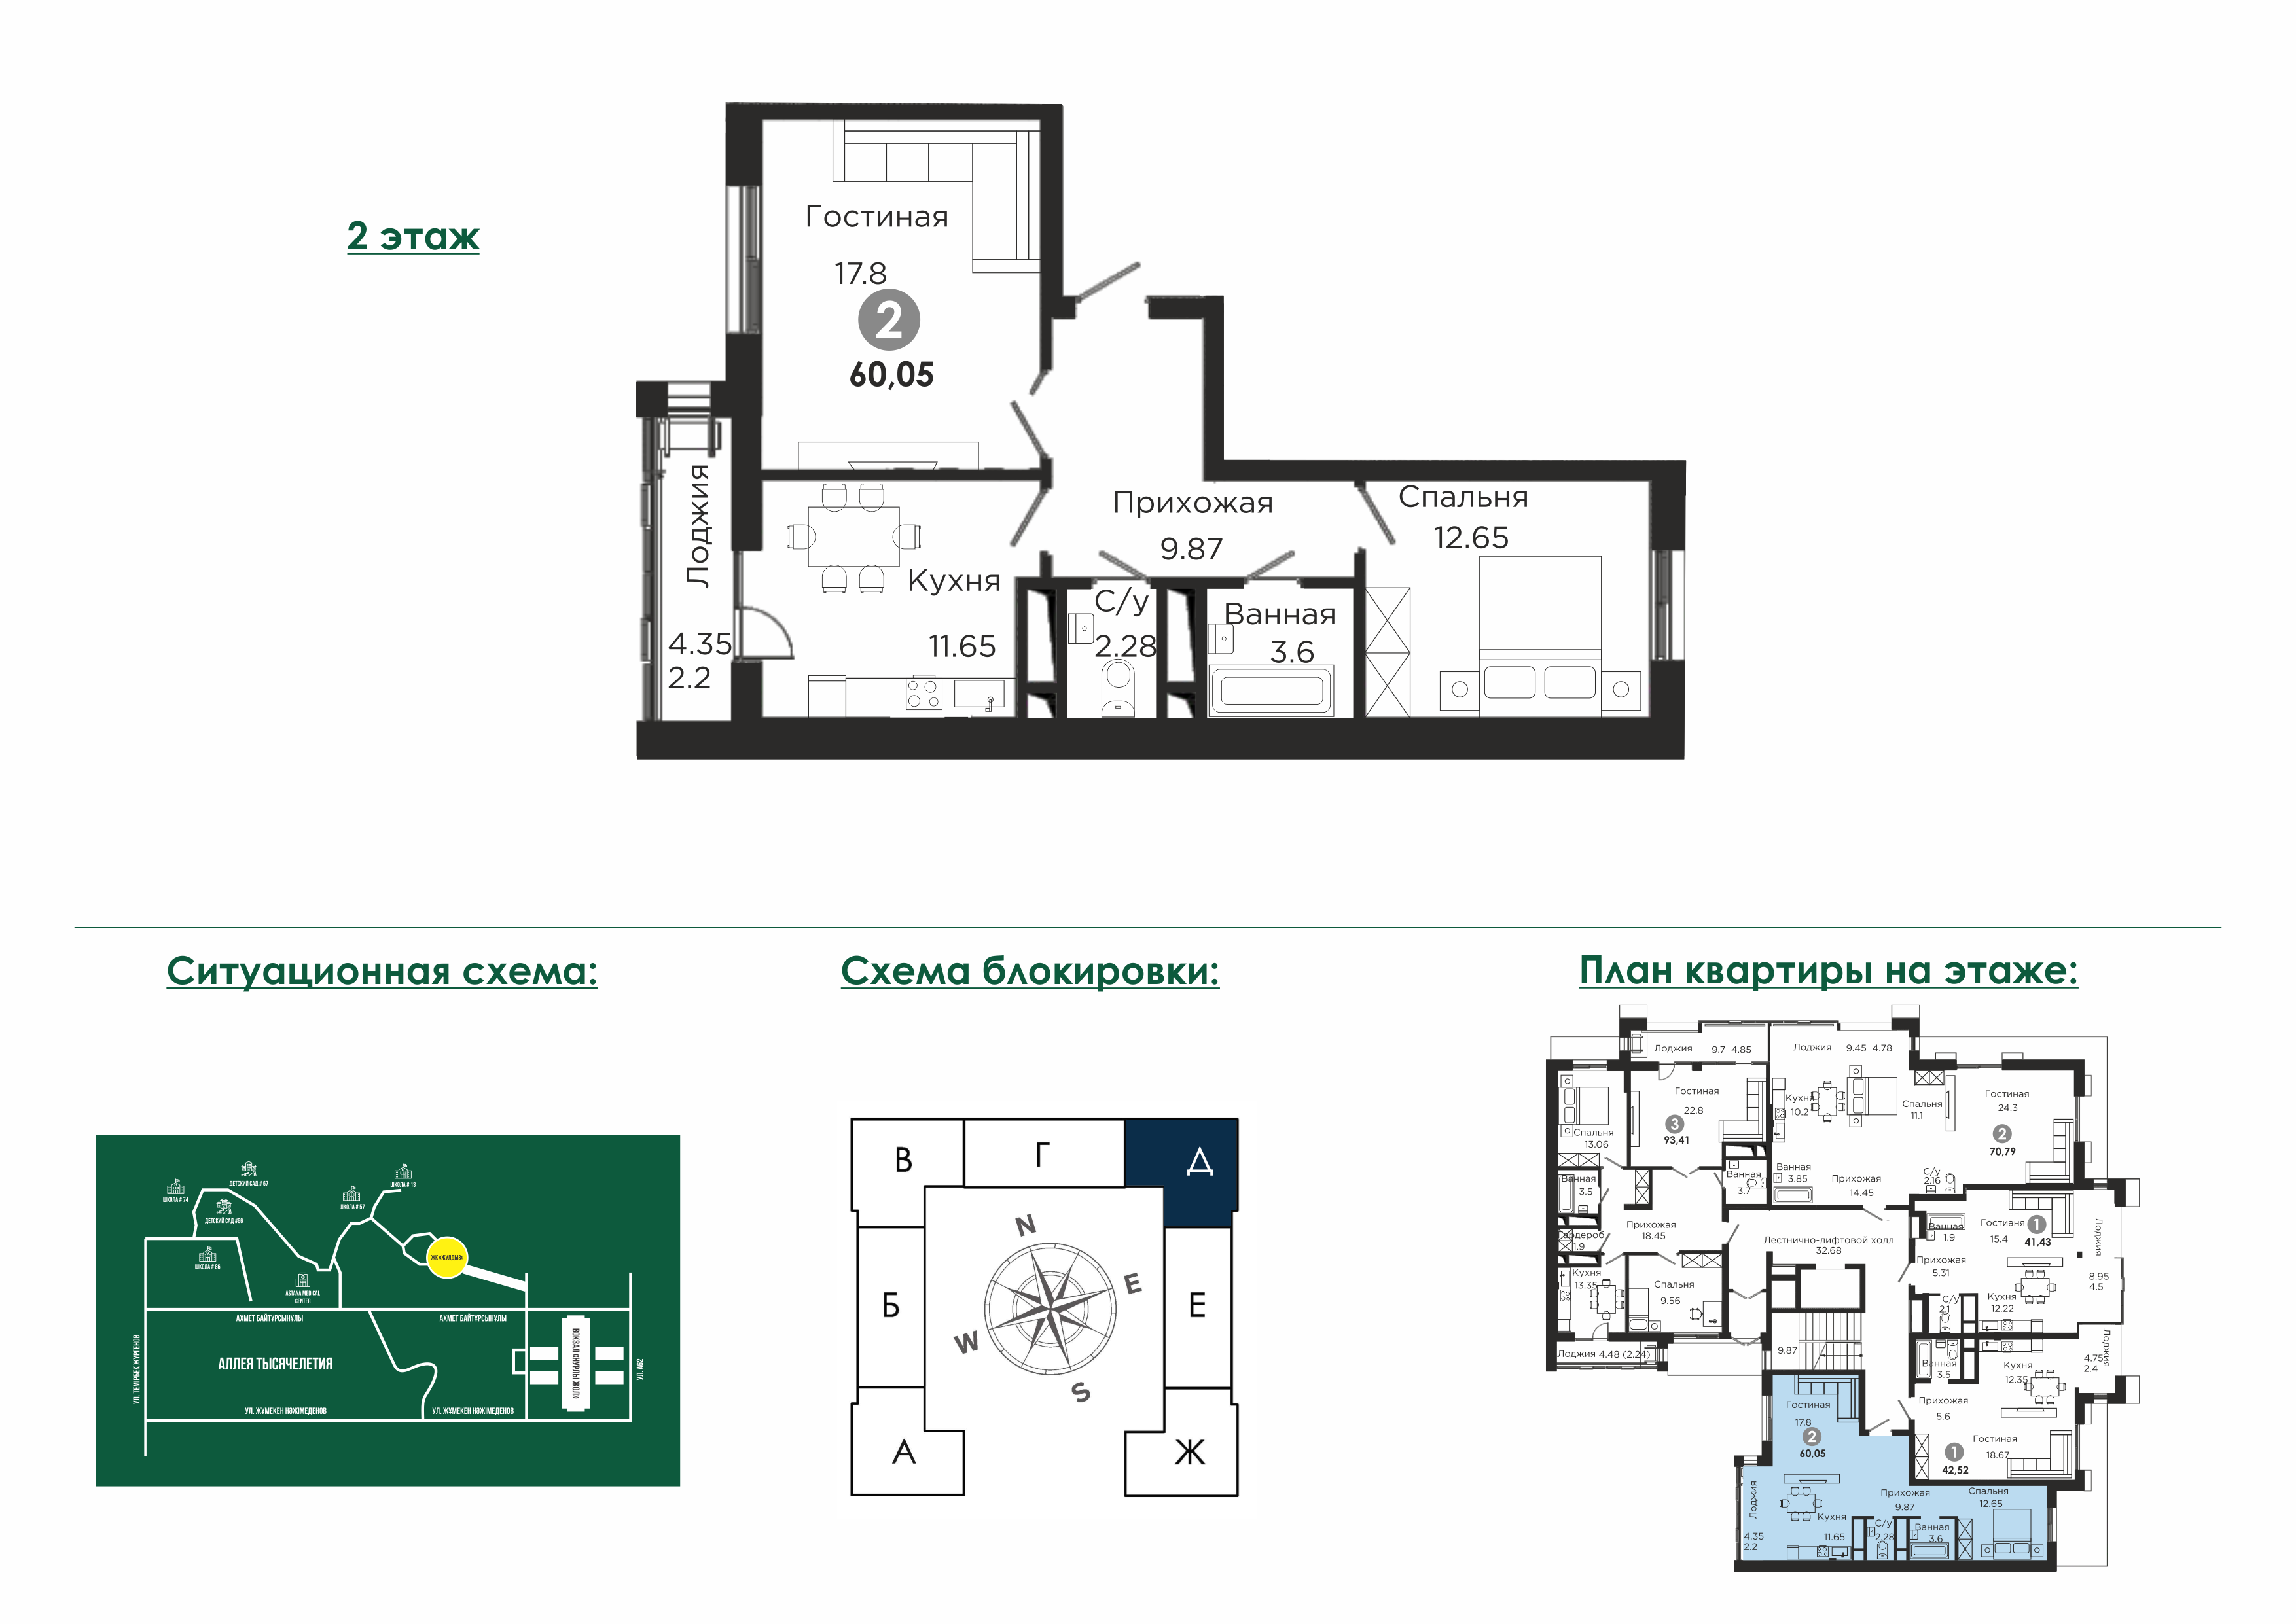 2 этаж
Гостиная
17.8
2
60,05
Лоджия
4.35
2.2
Кухня
11.65
Прихожая
9.87
С/у
2.28
Ванная
3.6
Спальня
12.65
Ситуационная схема:
ШКОЛА # 74
ДЕТСКИЙ САД # 67
ДЕТСКИЙ САД #66
ШКОЛА # 57
ШКОЛА # 13
ШКОЛА # 86
ASTANA MEDICAL
CENTER
ЖК «ЖУЛДЫЗ»
АХМЕТ БАЙТҰРСЫНҰЛЫ
АХМЕТ БАЙТҰРСЫНҰЛЫ
АЛЛЕЯ ТЫСЯЧЕЛЕТИЯ
УЛ. ТЕМІРБЕК ЖҮРГЕНОВ
ВОКЗАЛ «НҰРЛЫ ЖОЛ»
УЛ. А62
УЛ. ЖҰМЕКЕН НӘЖІМЕДЕНОВ
УЛ. ЖҰМЕКЕН НӘЖІМЕДЕНОВ
Схема блокировки:
В
Г
Д
Б
Е
А
Ж
N
E
W
S
План квартиры на этаже:
Лоджия 9.7 4.85
Лоджия 9.45 4.78
Гостиная
22.8
3
93,41
Спальня
13.06
Ванная
3.5
Ванная
3.7
Прихожая
18.45
Гардероб
1.9
Кухня
13.35
Спальня
9.56
Лоджия 4.48 (2.24)
Кухня
10.2
Спальня
11.1
Гостиная
24.3
2
70,79
Ванная
3.85
Прихожая
14.45
С/у
2.16
Лестнично-лифтовой холл
32.68
9.87
Ванная
1.9
Гостианя
15.4
1
41,43
Лоджия
8.95
4.5
Прихожая
5.31
С/у
2.1
Кухня
12.22
Лоджия
4.75
2.4
Ванная
3.5
Кухня
12.35
Прихожая
5.6
Гостиная
18.67
1
42,52
Гостиная
17.8
2
60,05
Лоджия
4.35
2.2
Кухня
11.65
Прихожая
9.87
С/у
2.28
Ванная
3.6
Спальня
12.65